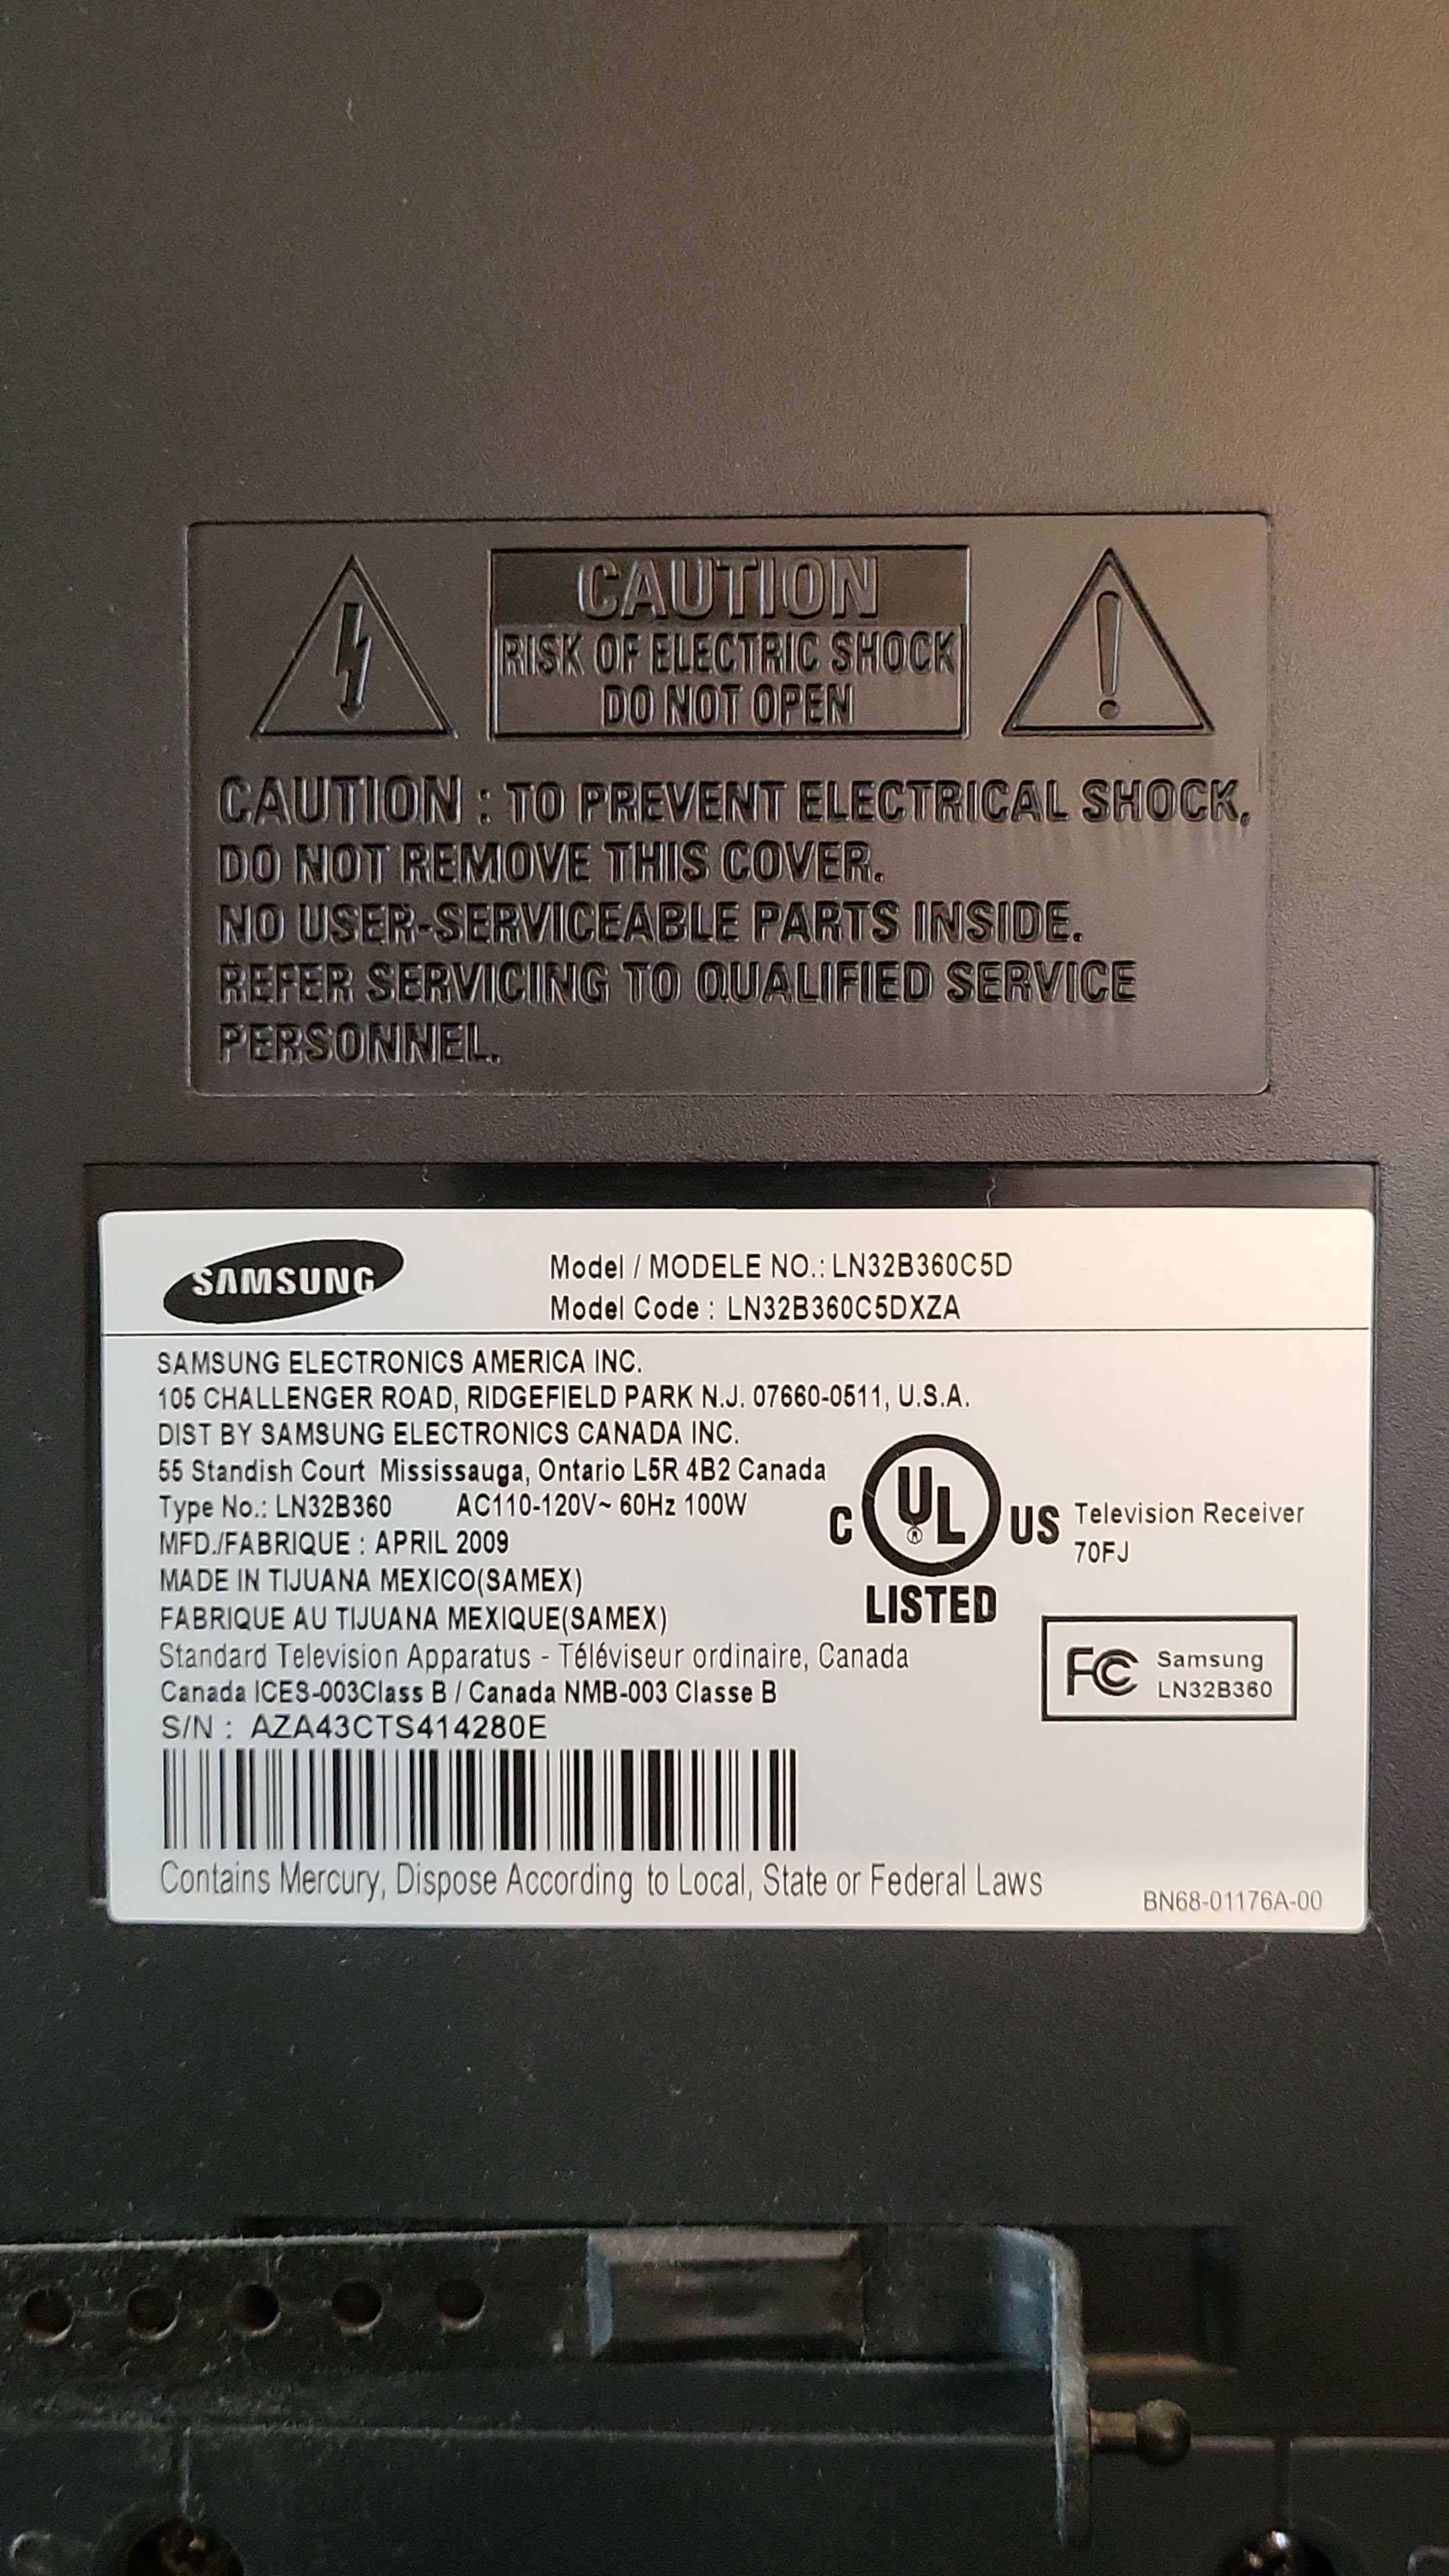 CAUTION
RISK OF ELECTRIC SHOCK
DO NOT OPEN
CAUTION : TO PREVENT ELECTRICAL SHOCK,
DO NOT REMOVE THIS COVER.
NO USER-SERVICEABLE PARTS INSIDE.
REFER SERVICING TO QUALIFIED SERVICE
PERSONNEL.
SAMSUNG
Model / MODELE NO.: LN32B360C5D
Model Code : LN32B360C5DXZA
SAMSUNG ELECTRONICS AMERICA INC.
105 CHALLENGER ROAD, RIDGEFIELD PARK N.J. 07660-0511, U.S.A.
DIST BY SAMSUNG ELECTRONICS CANADA INC.
55 Standish Court Mississauga, Ontario L5R 4B2 Canada
Type No.: LN32B360 AC110-120V~ 60Hz 100W
MFD./FABRIQUE : APRIL 2009
MADE IN TIJUANA MEXICO(SAMEX)
FABRIQUE AU TIJUANA MEXIQUE(SAMEX)
Standard Television Apparatus - Téléviseur ordinaire, Canada
Canada ICES-003Class B / Canada NMB-003 Classe B
S/N : AZA43CTS414280E
C UL ® US
LISTED
Television Receiver
70FJ
FC Samsung
LN32B360
Contains Mercury, Dispose According to Local, State or Federal Laws
BN68-01176A-00